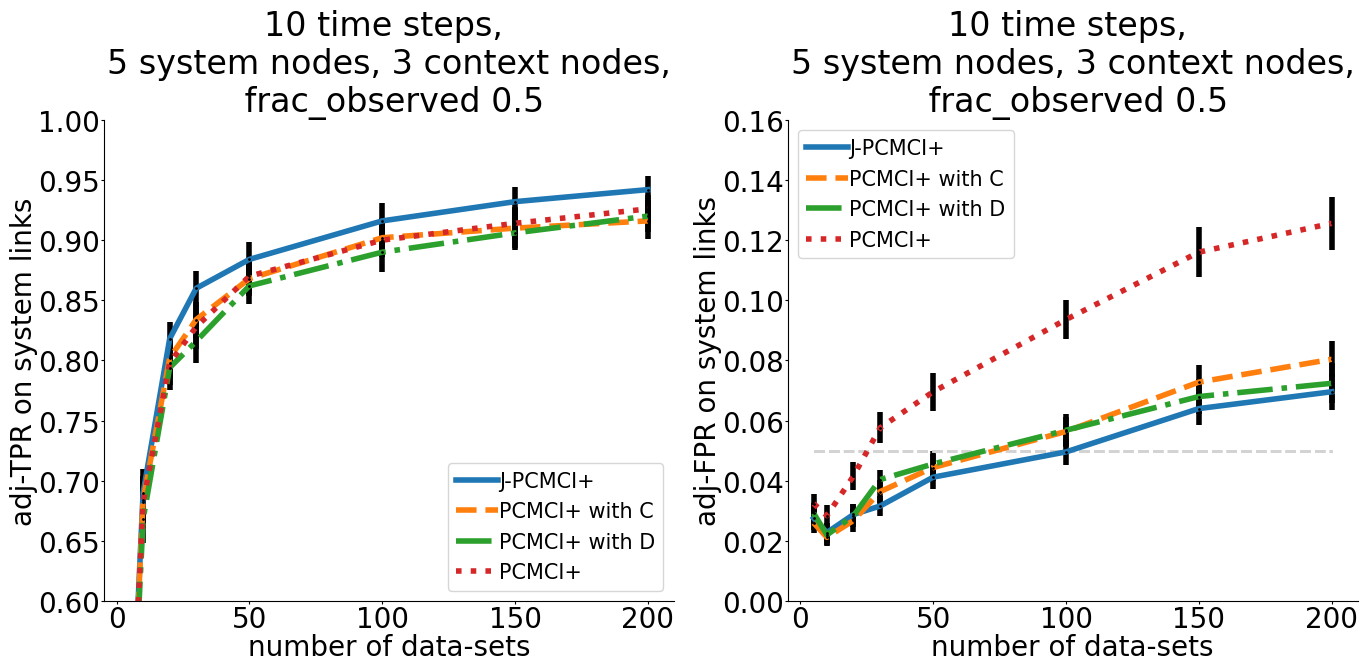 10 time steps,
5 system nodes, 3 context nodes,
frac_observed 0.5
adj-TPR on system links
1.00
0.95
0.90
0.85
0.80
0.75
0.70
0.65
0.60
J-PCMCI+
PCMCI+ with C
PCMCI+ with D
PCMCI+
0 50 100 150 200
number of data-sets
10 time steps,
5 system nodes, 3 context nodes,
frac_observed 0.5
adj-FPR on system links
0.16
0.14
0.12
0.10
0.08
0.06
0.04
0.02
0.00
J-PCMCI+
PCMCI+ with C
PCMCI+ with D
PCMCI+
0 50 100 150 200
number of data-sets